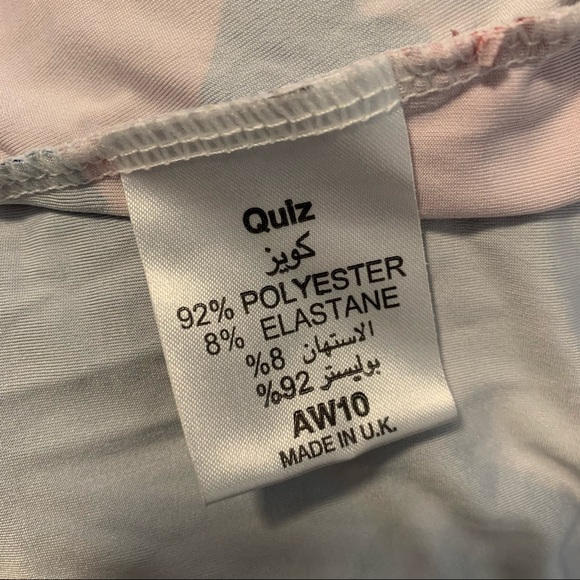 Quiz
كويز
92% POLYESTER
8% ELASTANE
%8 الاستهان
%92 بوليستر
AW10
MADE IN U.K.